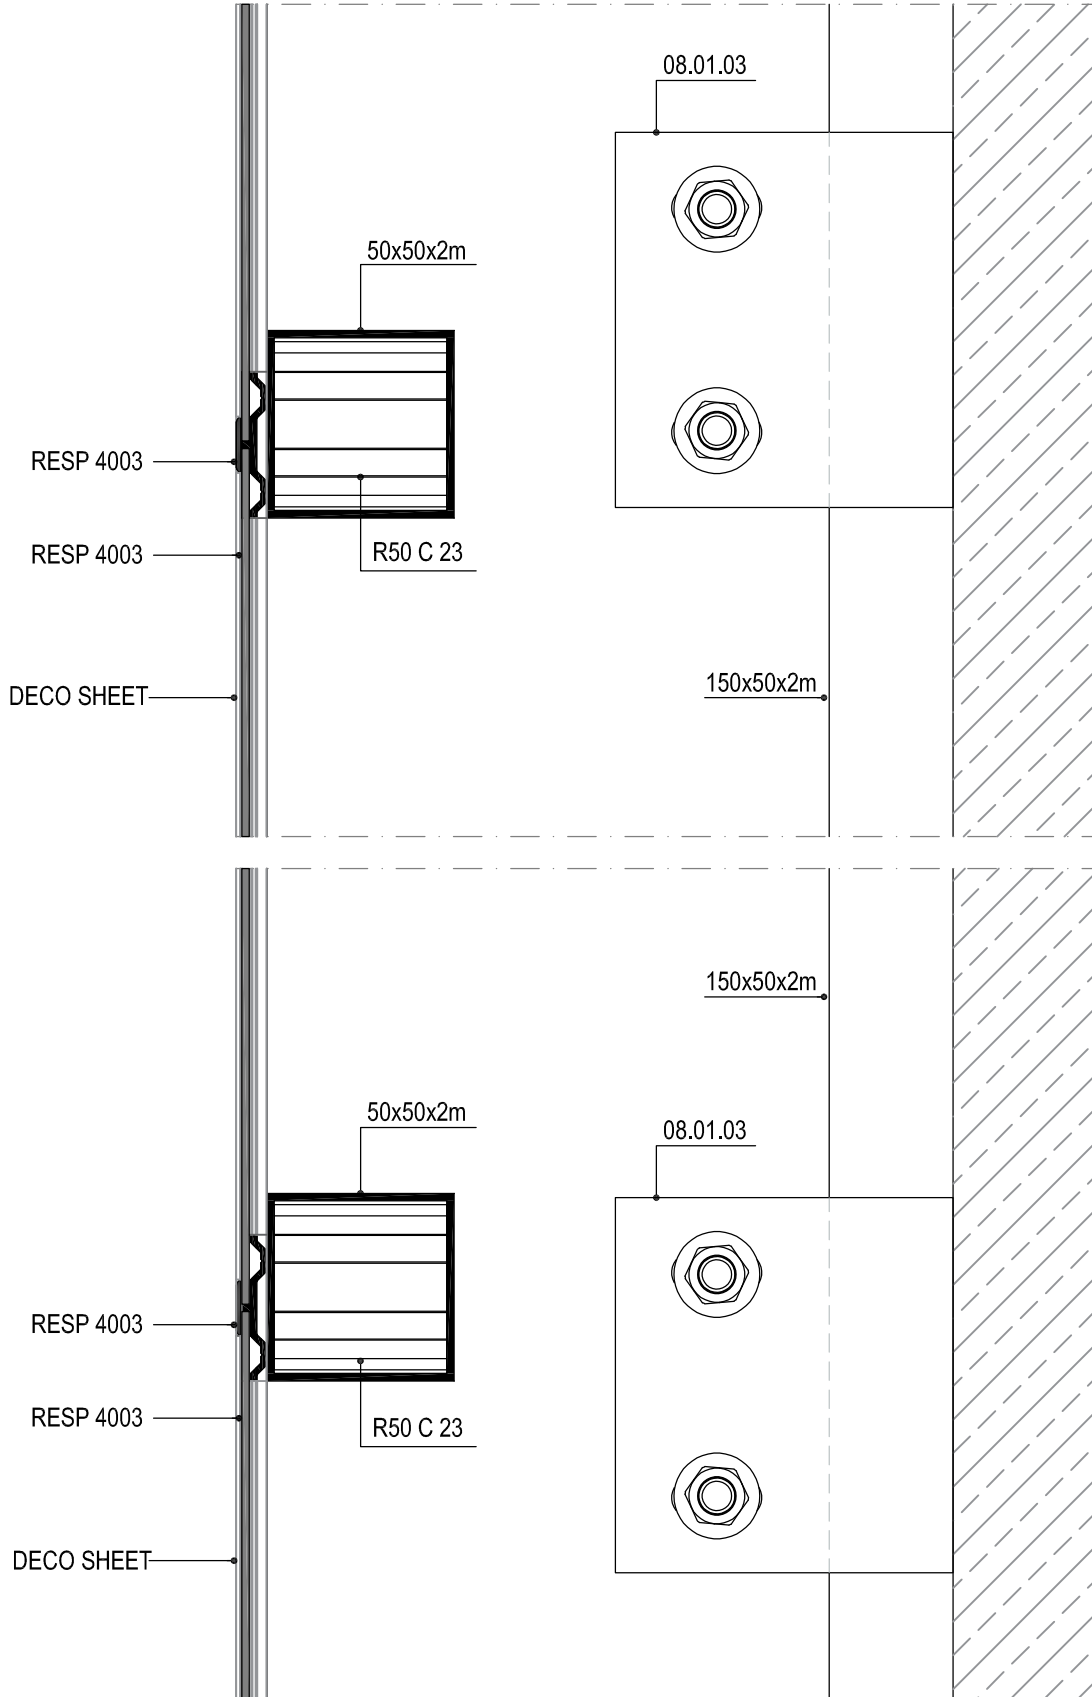 08.01.03
50x50x2m
RESP 4003
RESP 4003
R50 C 23
DECO SHEET
150x50x2m
150x50x2m
50x50x2m
08.01.03
RESP 4003
RESP 4003
R50 C 23
DECO SHEET